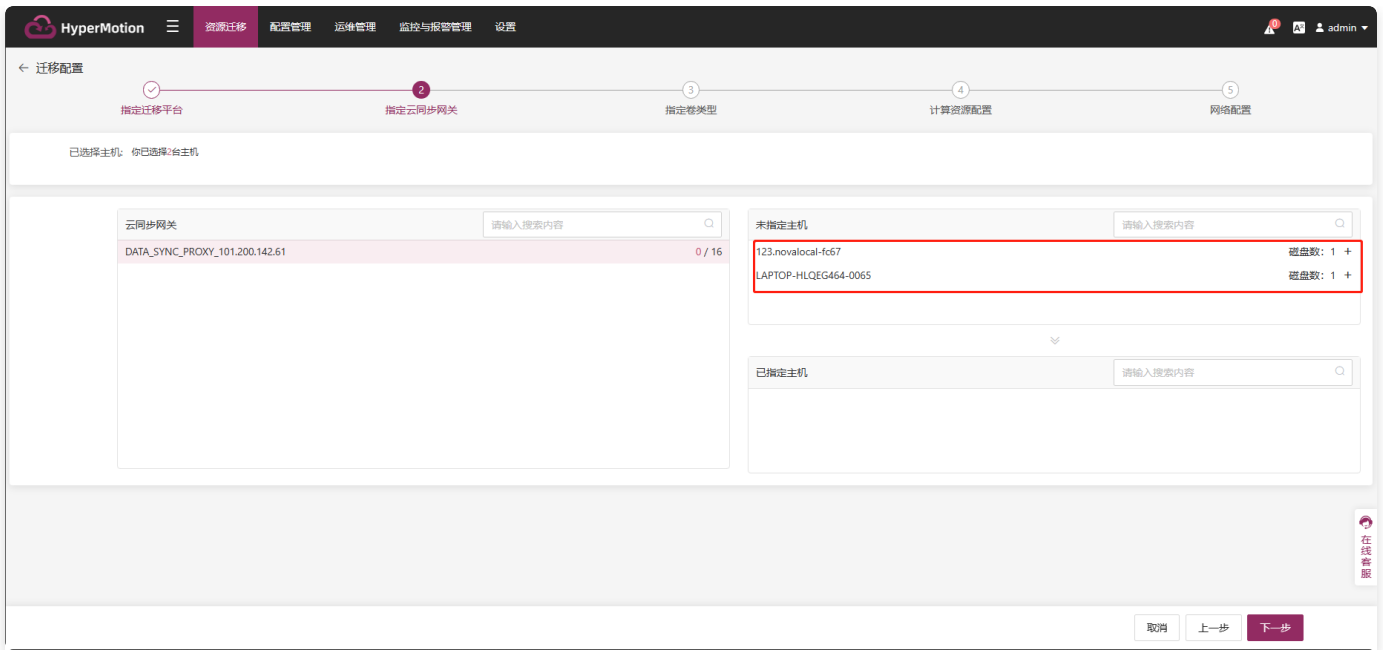 HyperMotion 资源迁移 配置管理 运维管理 监控与报警管理 设置 0 admin
迁移配置
2 3 4 5
指定迁移平台 指定云同步网关 指定卷类型 计算资源配置 网络配置
已选择主机: 你已选择2台主机
云同步网关 请输入搜索内容
DATA_SYNC_PROXY_101.200.142.61 0 / 16
未指定主机 请输入搜索内容
123.novalocal-fc67 磁盘数: 1 +
LAPTOP-HLQEG464-0065 磁盘数: 1 +
已指定主机 请输入搜索内容
在线客服
取消 上一步 下一步